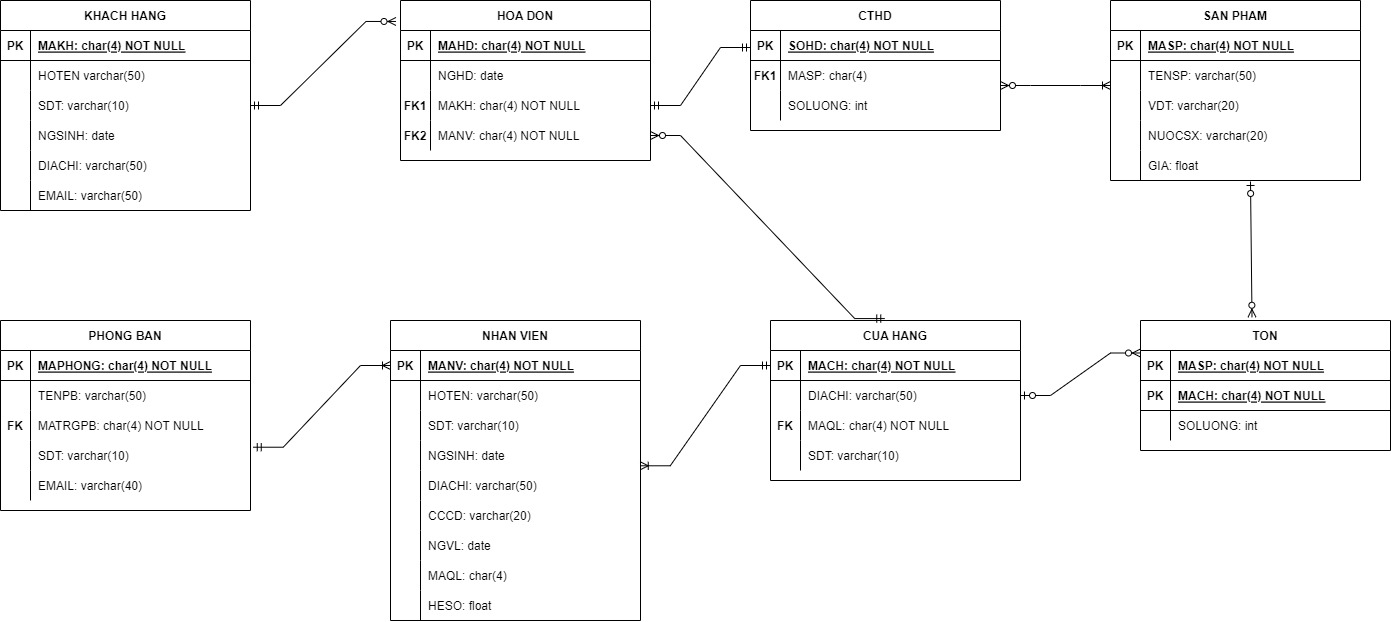 KHACH HANG
PK MAKH: char(4) NOT NULL
HOTEN varchar(50)
SDT: varchar(10)
NGSINH: date
DIACHI: varchar(50)
EMAIL: varchar(50)
HOA DON
PK MAHD: char(4) NOT NULL
NGHD: date
FK1 MAKH: char(4) NOT NULL
FK2 MANV: char(4) NOT NULL
CTHD
PK SOHD: char(4) NOT NULL
FK1 MASP: char(4)
SOLUONG: int
SAN PHAM
PK MASP: char(4) NOT NULL
TENSP: varchar(50)
VDT: varchar(20)
NUOCSX: varchar(20)
GIA: float
PHONG BAN
PK MAPHONG: char(4) NOT NULL
TENPB: varchar(50)
FK MATRGPB: char(4) NOT NULL
SDT: varchar(10)
EMAIL: varchar(40)
NHAN VIEN
PK MANV: char(4) NOT NULL
HOTEN: varchar(50)
SDT: varchar(10)
NGSINH: date
DIACHI: varchar(50)
CCCD: varchar(20)
NGVL: date
MAQL: char(4)
HESO: float
CUA HANG
PK MACH: char(4) NOT NULL
DIACHI: varchar(50)
FK MAQL: char(4) NOT NULL
SDT: varchar(10)
TON
PK MASP: char(4) NOT NULL
PK MACH: char(4) NOT NULL
SOLUONG: int